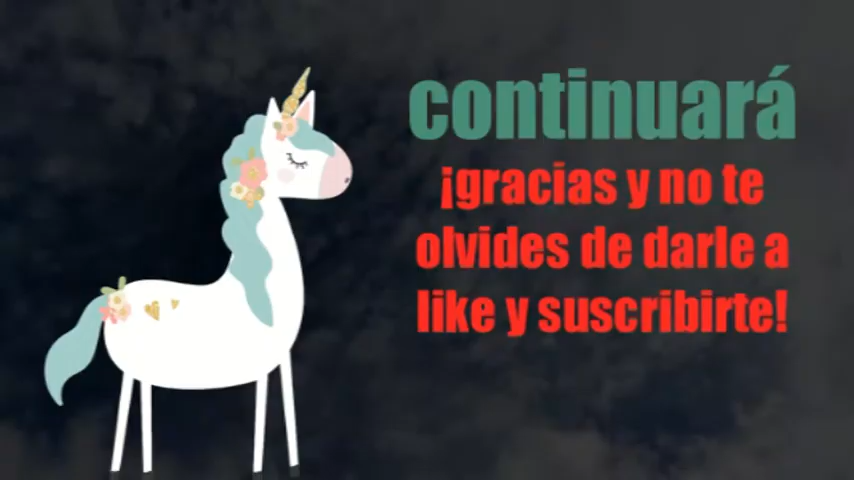 continuará
¡gracias y no te
olvides de darle a
like y suscribirte!